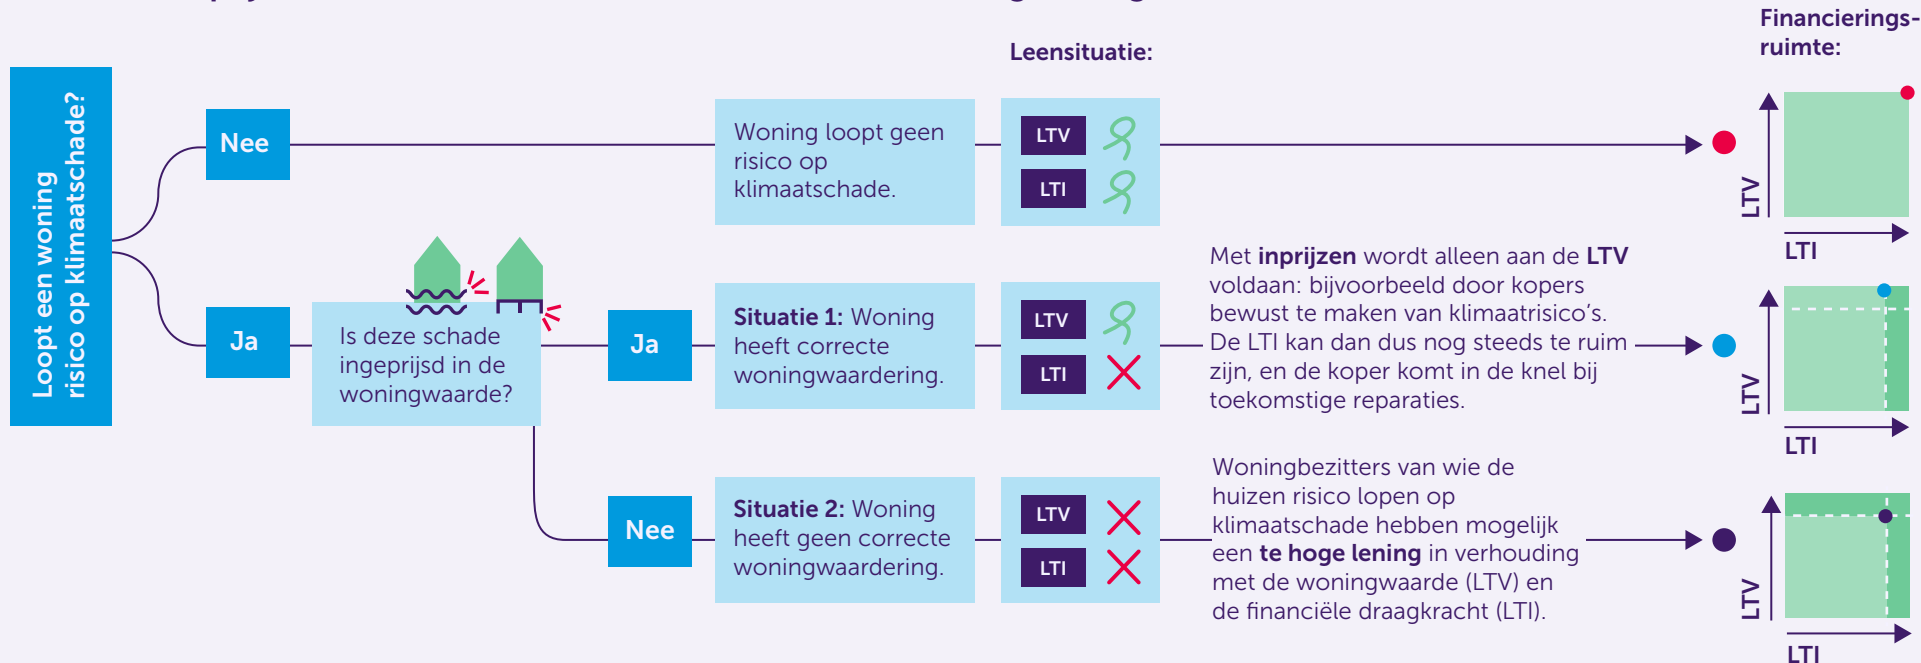 Leensituatie:
Financierings-
ruimte:
Loopt een woning
risico op klimaatschade?
Nee
Woning loopt geen
risico op
klimaatschade.
LTV
LTI
LTV
LTI
Ja
Is deze schade
ingeprijsd in de
woningwaarde?
Ja
Situatie 1: Woning
heeft correcte
woningwaardering.
LTV
LTI
Met inprijzen wordt alleen aan de LTV
voldaan: bijvoorbeeld door kopers
bewust te maken van klimaatrisico's.
De LTI kan dan dus nog steeds te ruim
zijn, en de koper komt in de knel bij
toekomstige reparaties.
LTV
LTI
Nee
Situatie 2: Woning
heeft geen correcte
woningwaardering.
LTV
LTI
Woningbezitters van wie de
huizen risico lopen op
klimaatschade hebben mogelijk
een te hoge lening in verhouding
met de woningwaarde (LTV) en
de financiële draagkracht (LTI).
LTV
LTI